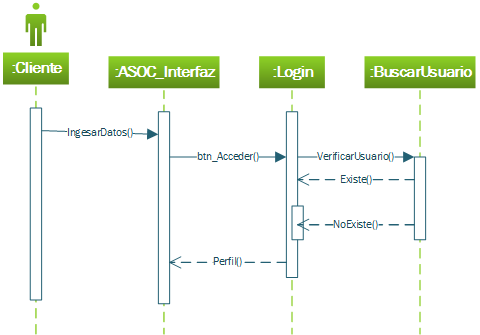 :Cliente
:ASOC_Interfaz
:Login
:BuscarUsuario
IngesarDatos()
btn_Acceder()
VerificarUsuario()
Existe()
NoExiste()
Perfil()